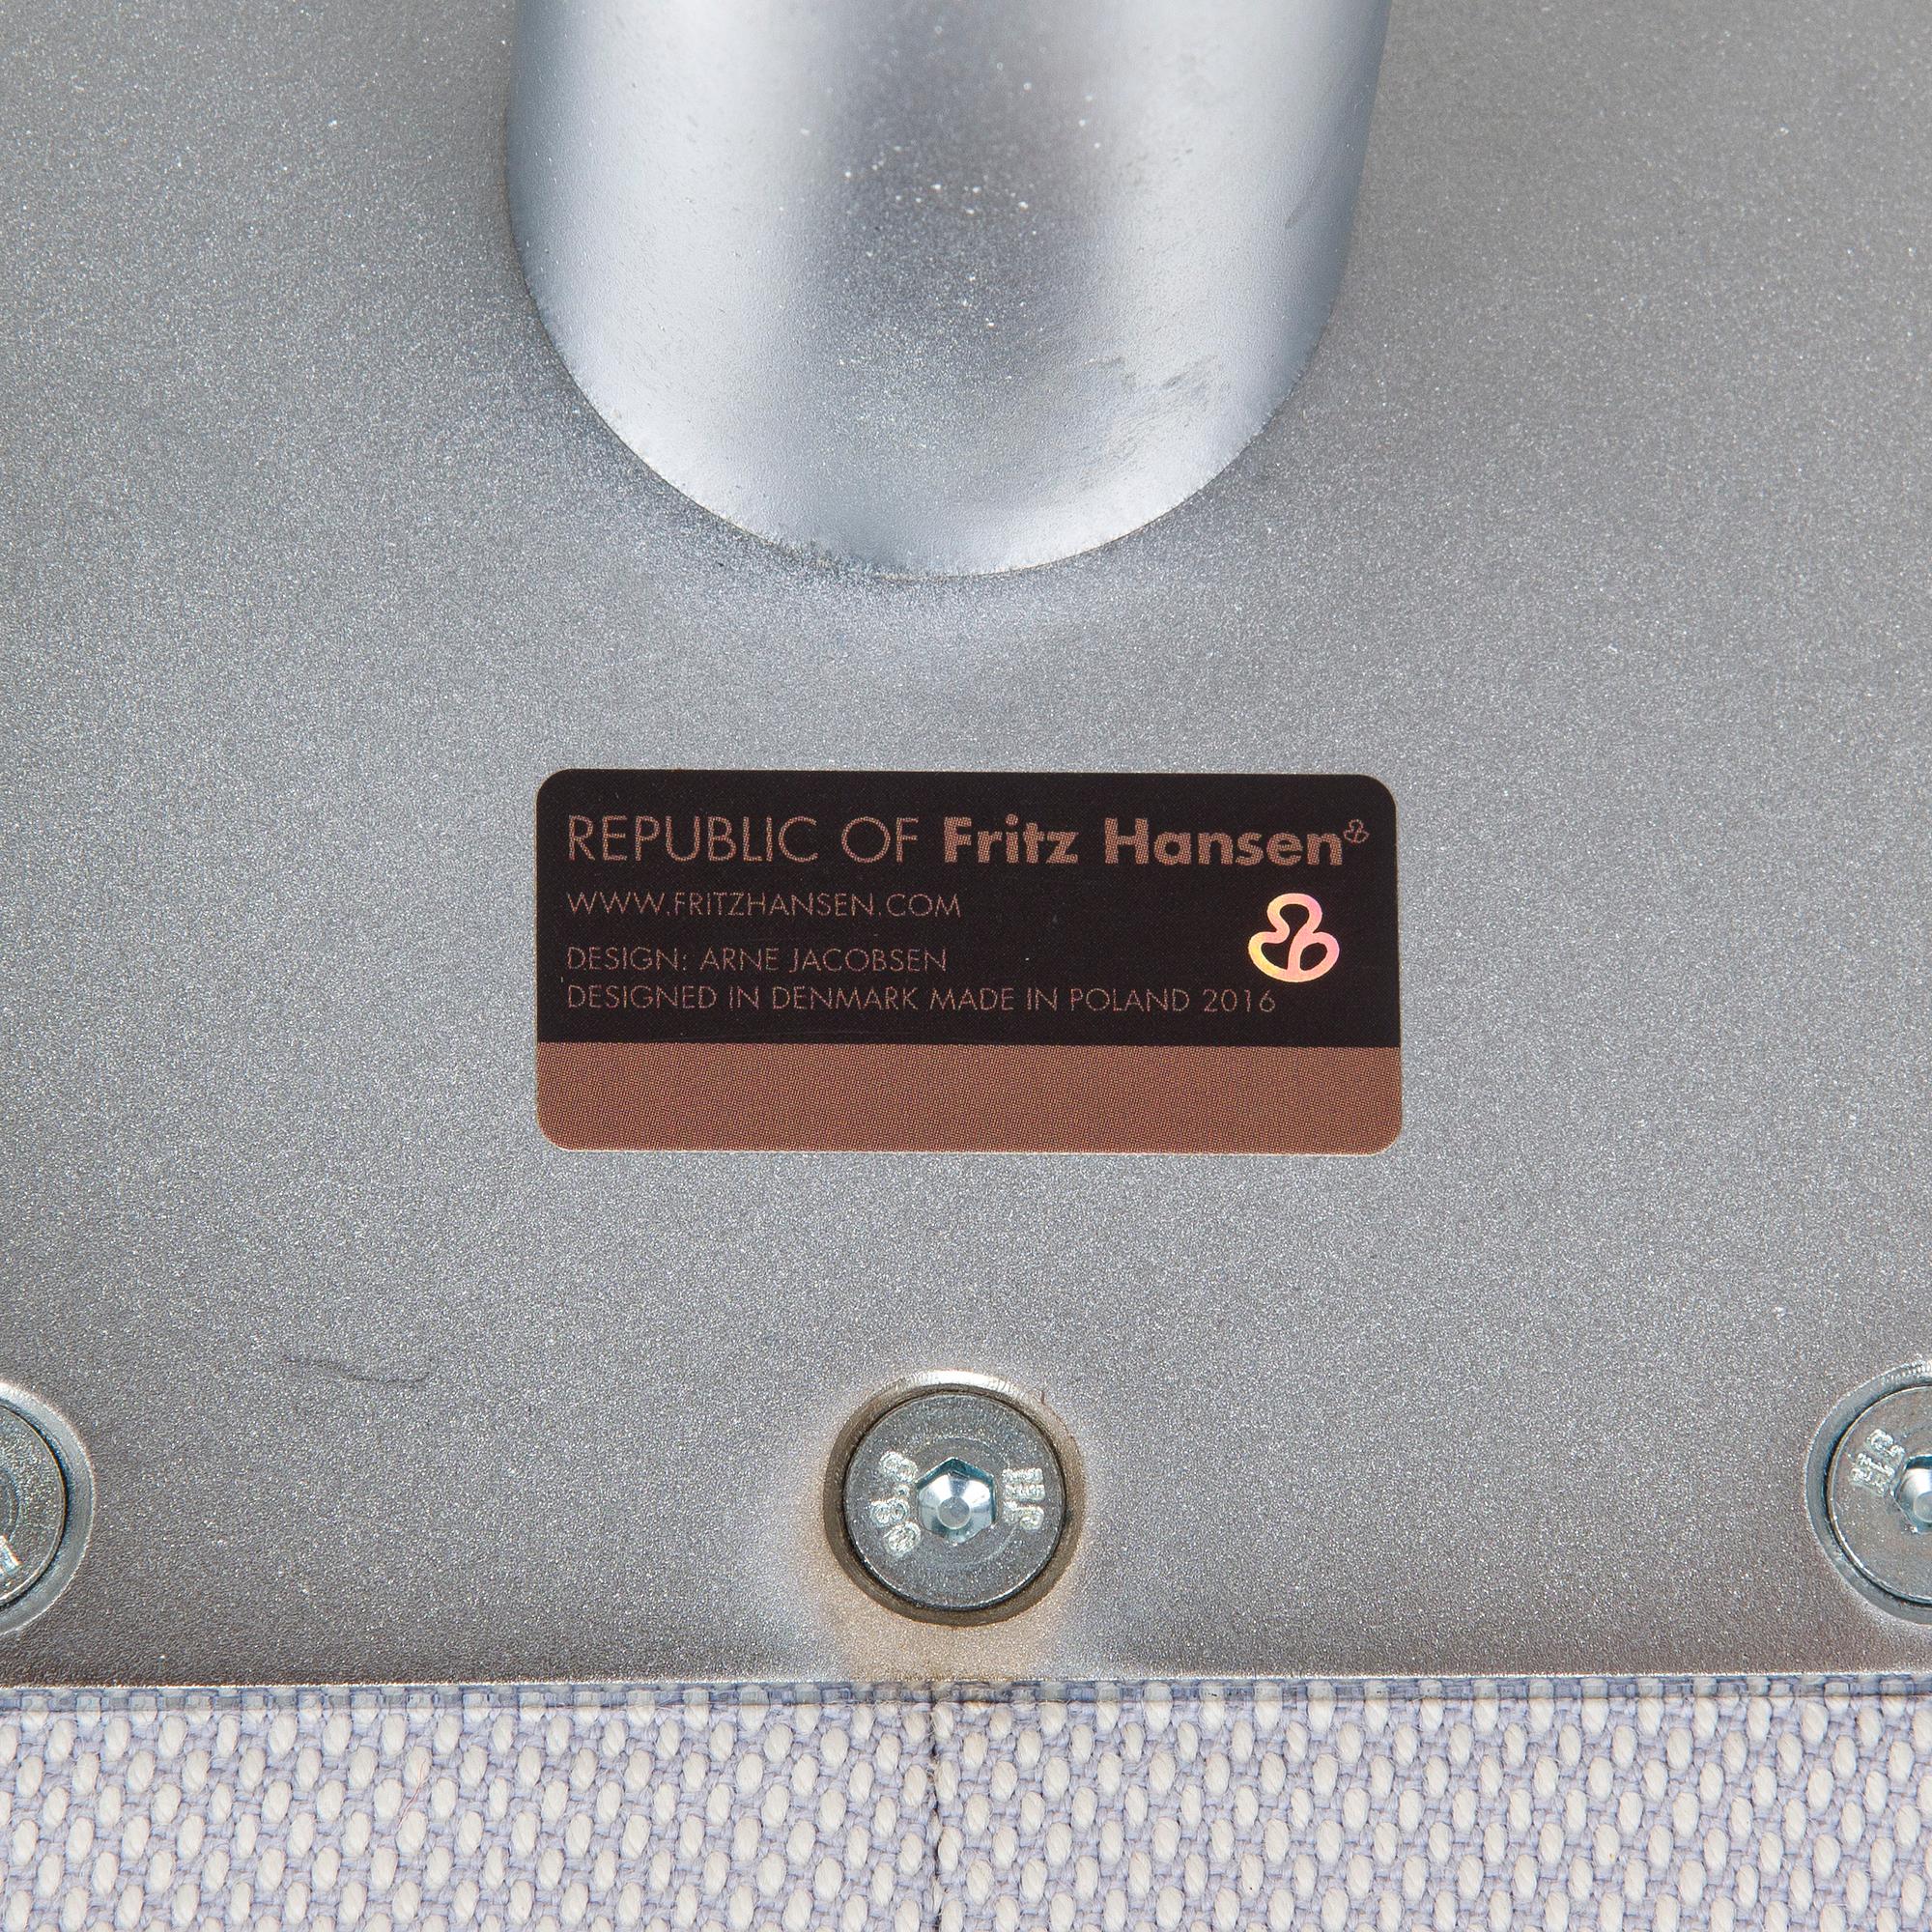 REPUBLIC OF Fritz Hansen
WWW.FRITZHANSEN.COM
DESIGN: ARNE JACOBSEN
DESIGNED IN DENMARK MADE IN POLAND 2016